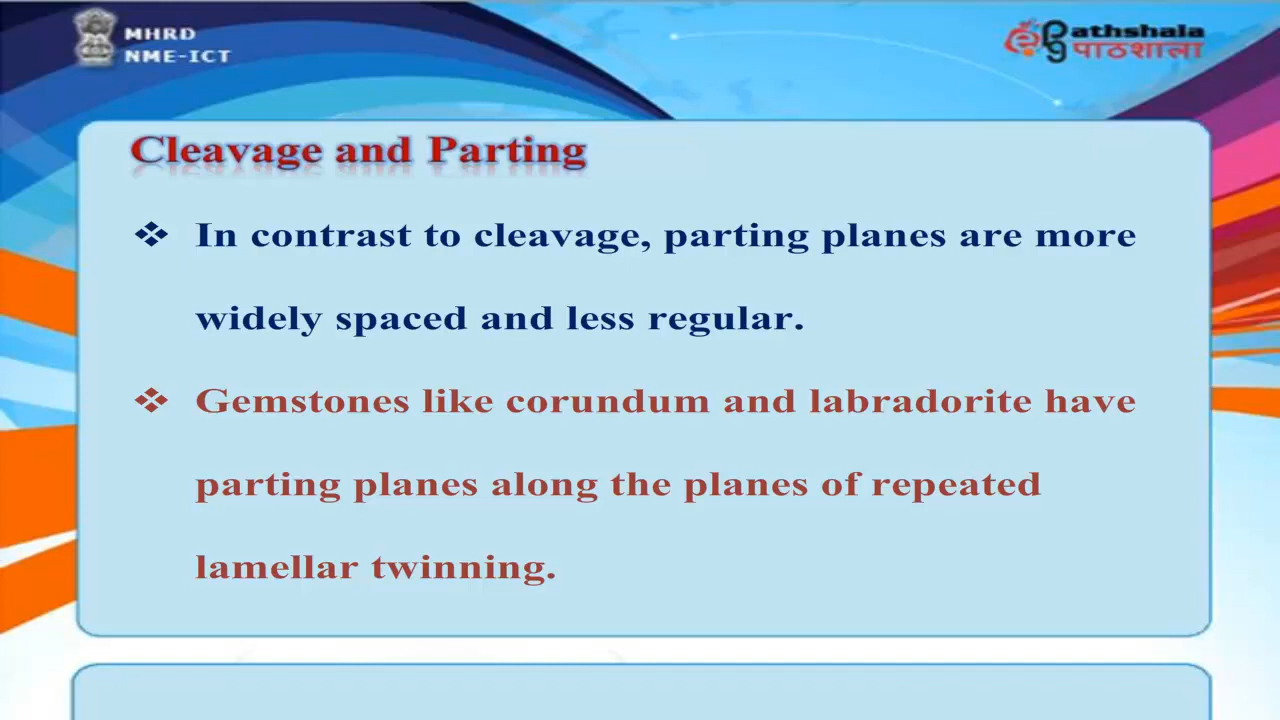 MHRD
NME-ICT
ePathshala
पाठशाला
Cleavage and Parting
❖ In contrast to cleavage, parting planes are more
widely spaced and less regular.
❖ Gemstones like corundum and labradorite have
parting planes along the planes of repeated
lamellar twinning.